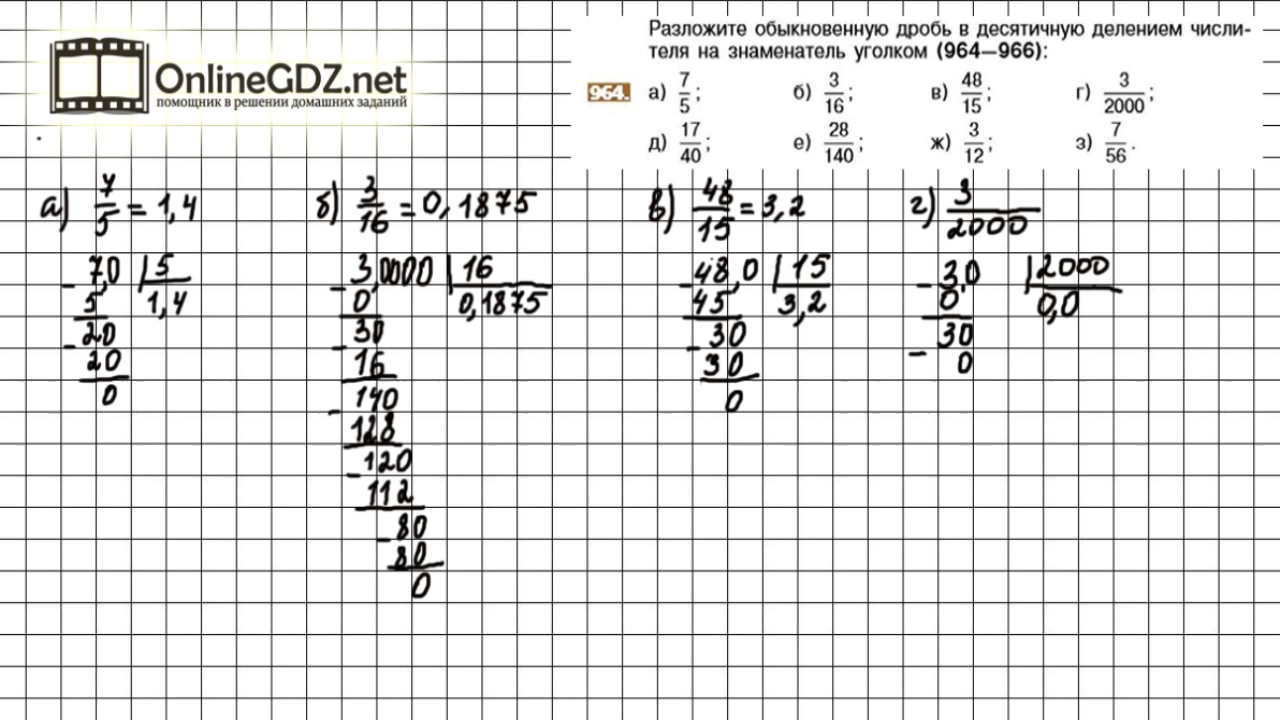 OnlineGDZ.net
помощник в решении домашних заданий
Разложите обыкновенную дробь в десятичную делением числи-
теля на знаменатель уголком (964—966):
964. а) 7/5; б) 3/16; в) 48/15; г) 3/2000;
д) 17/40; е) 28/140; ж) 3/12; з) 7/56.
а) 7/5 = 1,4
7,0 5
- 5 1,4
20
- 20
0
б) 3/16 = 0,1875
- 3,0000 16
0 0,1875
- 30
16
- 140
128
- 120
112
- 80
80
0
в) 48/15 = 3,2
- 48,0 15
45 3,2
- 30
30
0
г) 3/2000
- 3,0 2000
0 0,0
- 30
0